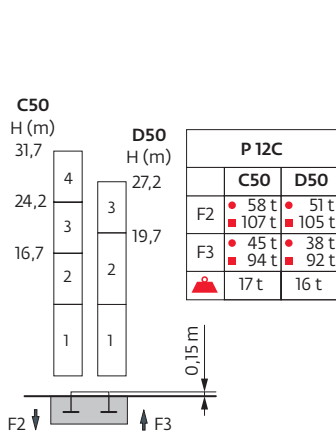 C50
H (m)
31,7
24,2
16,7
4
3
2
1
D50
H (m)
27,2
19,7
3
2
1
P 12C
C50 D50
F2 58 t 51 t
107 t 105 t
F3 45 t 38 t
94 t 92 t
17 t 16 t
0,15 m
F2 F3